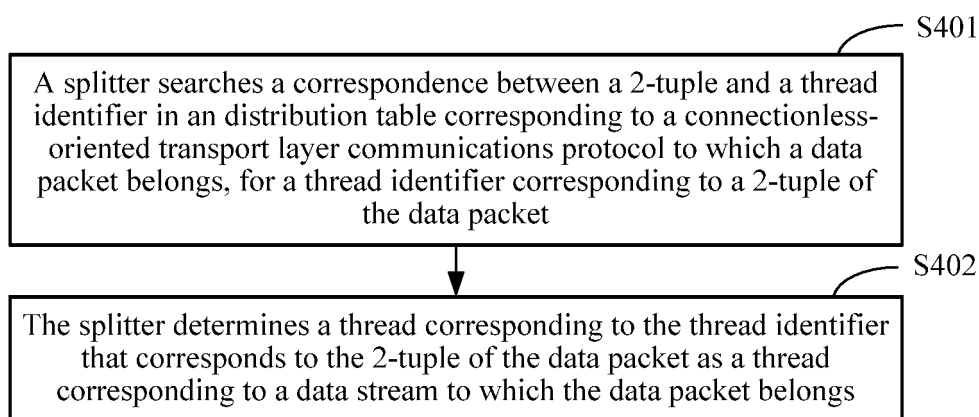 S401
A splitter searches a correspondence between a 2-tuple and a thread
identifier in an distribution table corresponding to a connectionless-
oriented transport layer communications protocol to which a data
packet belongs, for a thread identifier corresponding to a 2-tuple of
the data packet
S402
The splitter determines a thread corresponding to the thread identifier
that corresponds to the 2-tuple of the data packet as a thread
corresponding to a data stream to which the data packet belongs